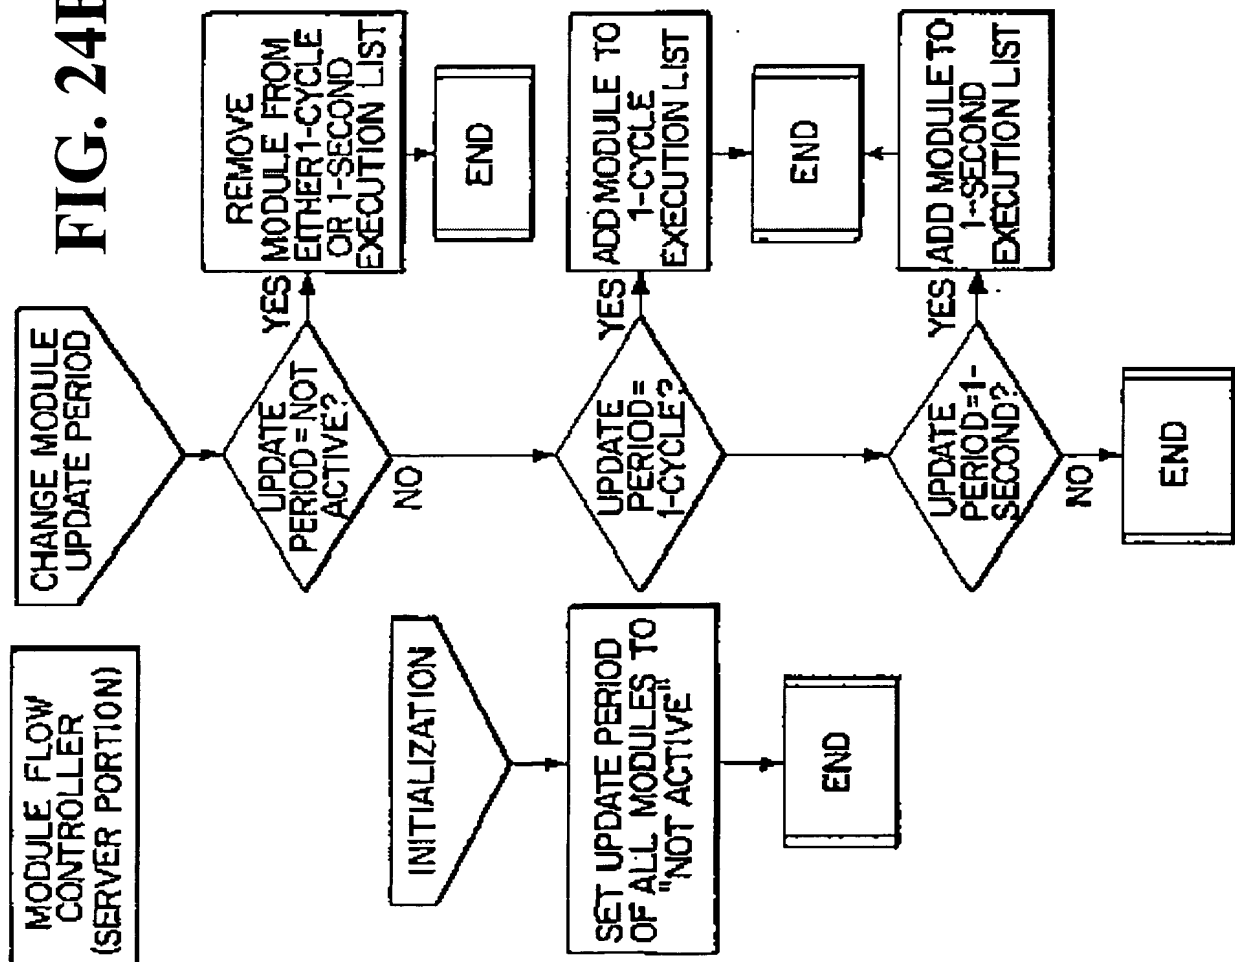 FIG. 24B
MODULE FLOW
CONTROLLER
(SERVER PORTION)
INITIALIZATION
SET UPDATE PERIOD
OF ALL MODULES TO
"NOT ACTIVE"
END
CHANGE MODULE
UPDATE PERIOD
UPDATE
PERIOD=NOT
ACTIVE?
YES
NO
REMOVE
MODULE FROM
EITHER1-CYCLE
OR 1-SECOND
EXECUTION LIST
END
UPDATE
PERIOD=
1-CYCLE?
YES
ADD MODULE TO
1-CYCLE
EXECUTION LIST
END
UPDATE
PERIOD=1-
SECOND?
YES
NO
ADD MODULE TO
1-SECOND
EXECUTION LIST
END